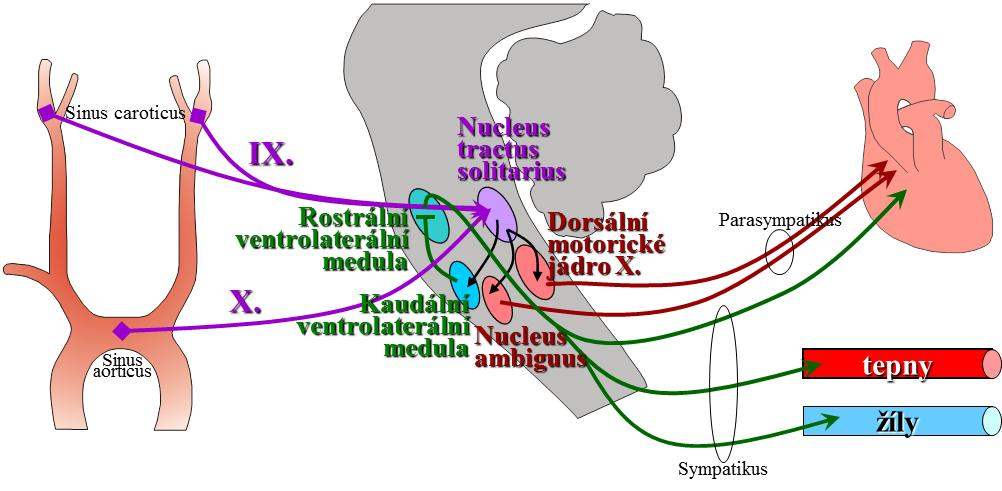 Sinus caroticus
IX.
Nucleus
tractus
solitarius
Rostrální
ventrolaterální
medula
Dorsální
motorické
jádro X.
Parasympatikus
X.
Kaudální
ventrolaterální
medula
Nucleus
ambiguus
Sinus
aorticus
tepny
žíly
Sympatikus